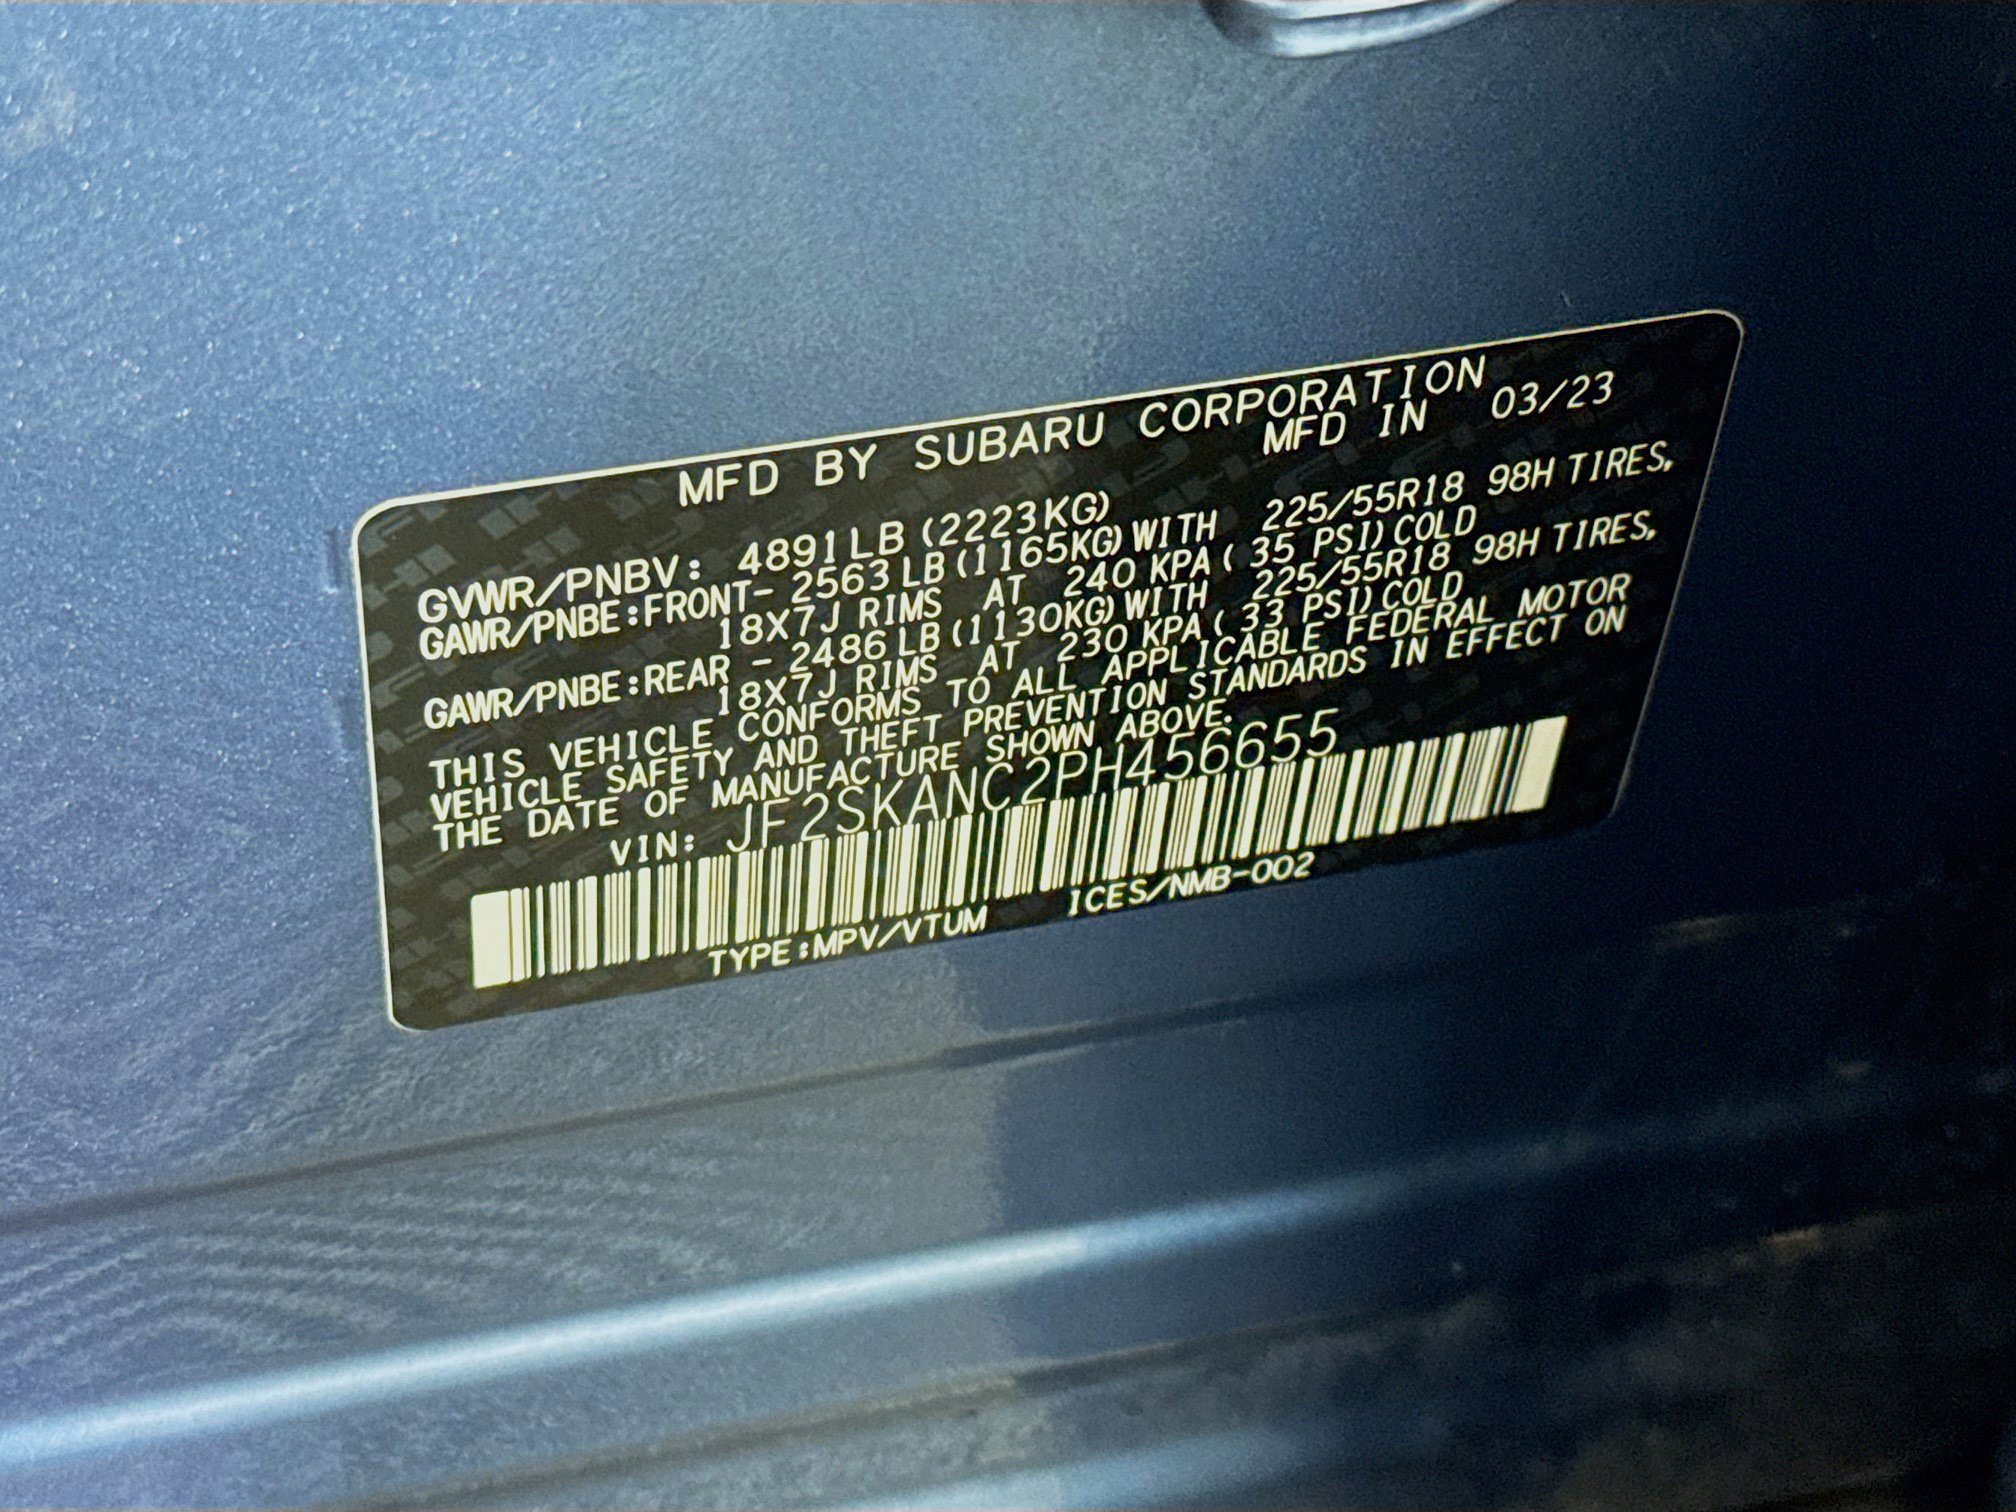 MFD BY SUBARU CORPORATION
MFD IN 03/23
GVWR/PNBV: 4891LB (2223KG)
GAWR/PNBE:FRONT- 2563LB (1165KG) WITH 225/55R18 98H TIRES,
18X7J RIMS AT 240 KPA ( 35 PSI) COLD
GAWR/PNBE:REAR - 2486LB (1130KG) WITH 225/55R18 98H TIRES,
18X7J RIMS AT 230 KPA ( 33 PSI) COLD
THIS VEHICLE CONFORMS TO ALL APPLICABLE FEDERAL MOTOR
VEHICLE SAFETY AND THEFT PREVENTION STANDARDS IN EFFECT ON
THE DATE OF MANUFACTURE SHOWN ABOVE.
VIN: JF2SKANC2PH456655
TYPE:MPV/VTUM ICES/NMB-002